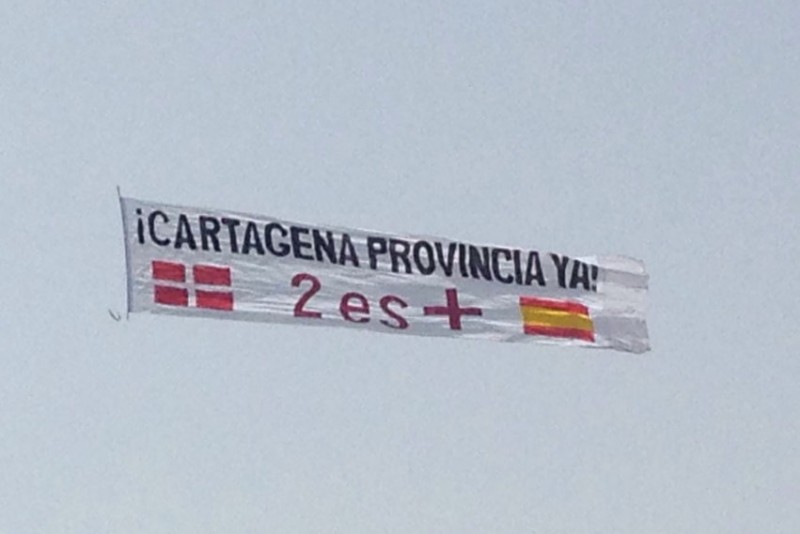 ¡CARTAGENA PROVINCIA YA!
2 es +